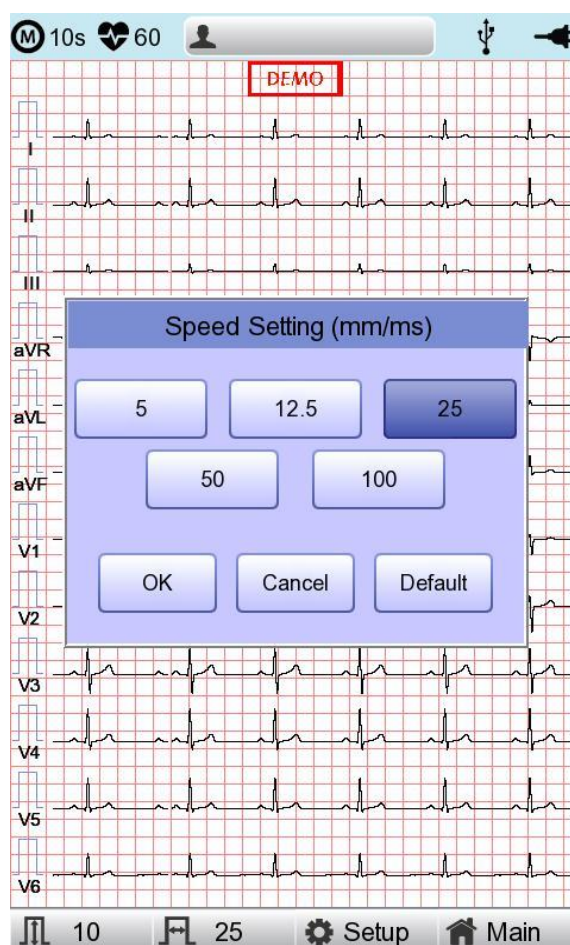 M 10s 60
DEMO
I
II
III
Speed Setting (mm/ms)
aVR
5 12.5 25
aVL
50 100
aVF
V1
OK Cancel Default
V2
V3
V4
V5
V6
10 25 Setup Main